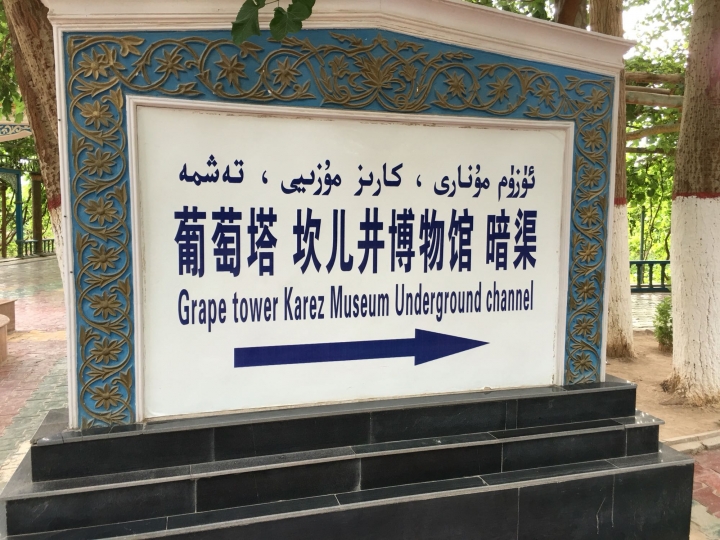 ئۈزۈم مۇنارى ، كارىز مۇزىيى ، تەشمە
葡萄塔 坎儿井博物馆 暗渠
Grape tower Karez Museum Underground channel